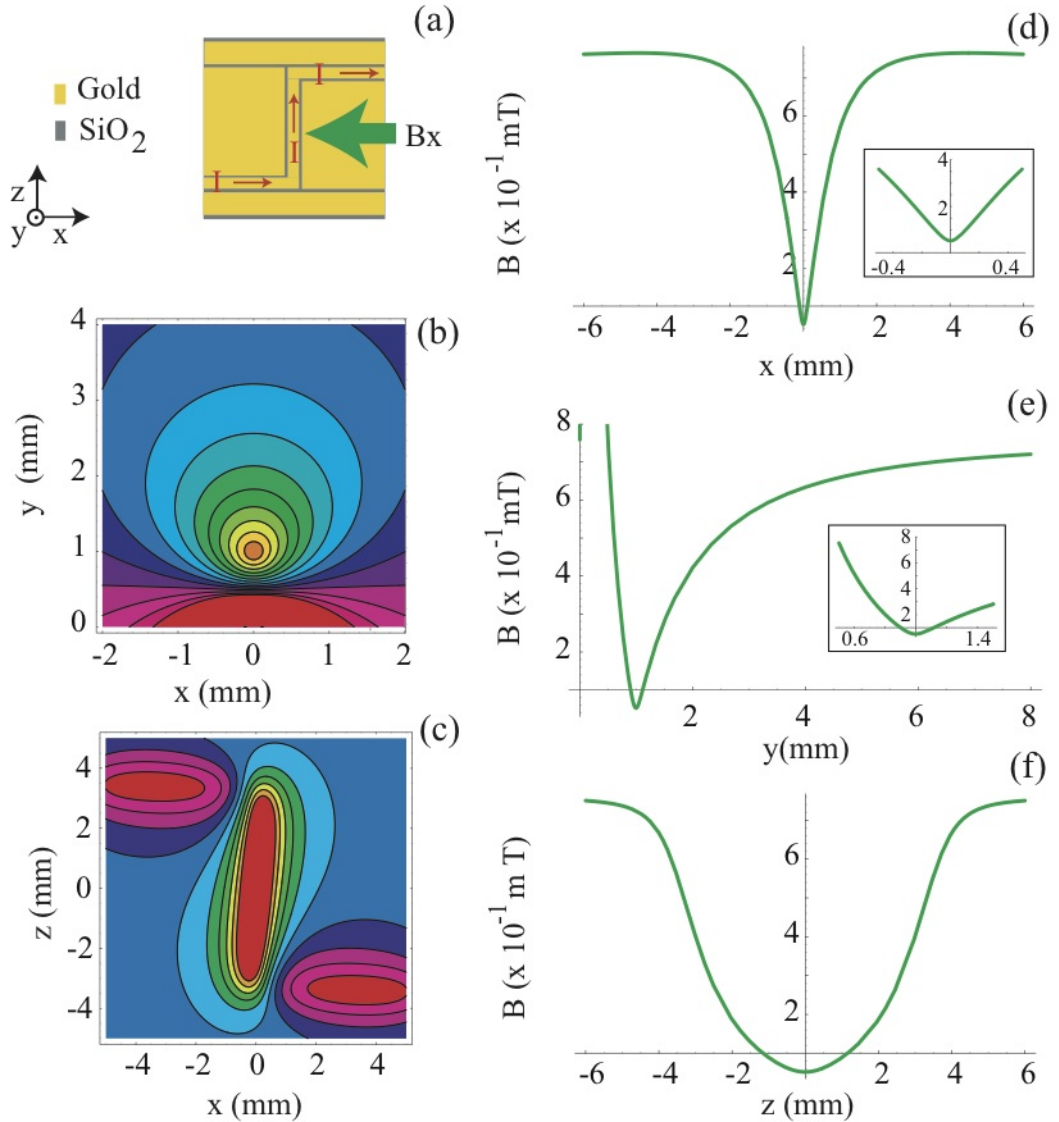 (a)
Gold
SiO2
I
I
I
Bx
z
y
x
(b)
4
3
2
1
0
y (mm)
-2 -1 0 1 2
x (mm)
(c)
4
2
0
-2
-4
z (mm)
-4 -2 0 2 4
x (mm)
(d)
B (x 10-1 mT)
6
4
2
-6 -4 -2 2 4 6
x (mm)
4
2
-0.4 0.4
(e)
B (x 10-1 mT)
8
6
4
2
2 4 6 8
y(mm)
8
6
4
2
0.6 1.4
(f)
B (x 10-1 m T)
6
4
2
-6 -4 -2 2 4 6
z (mm)